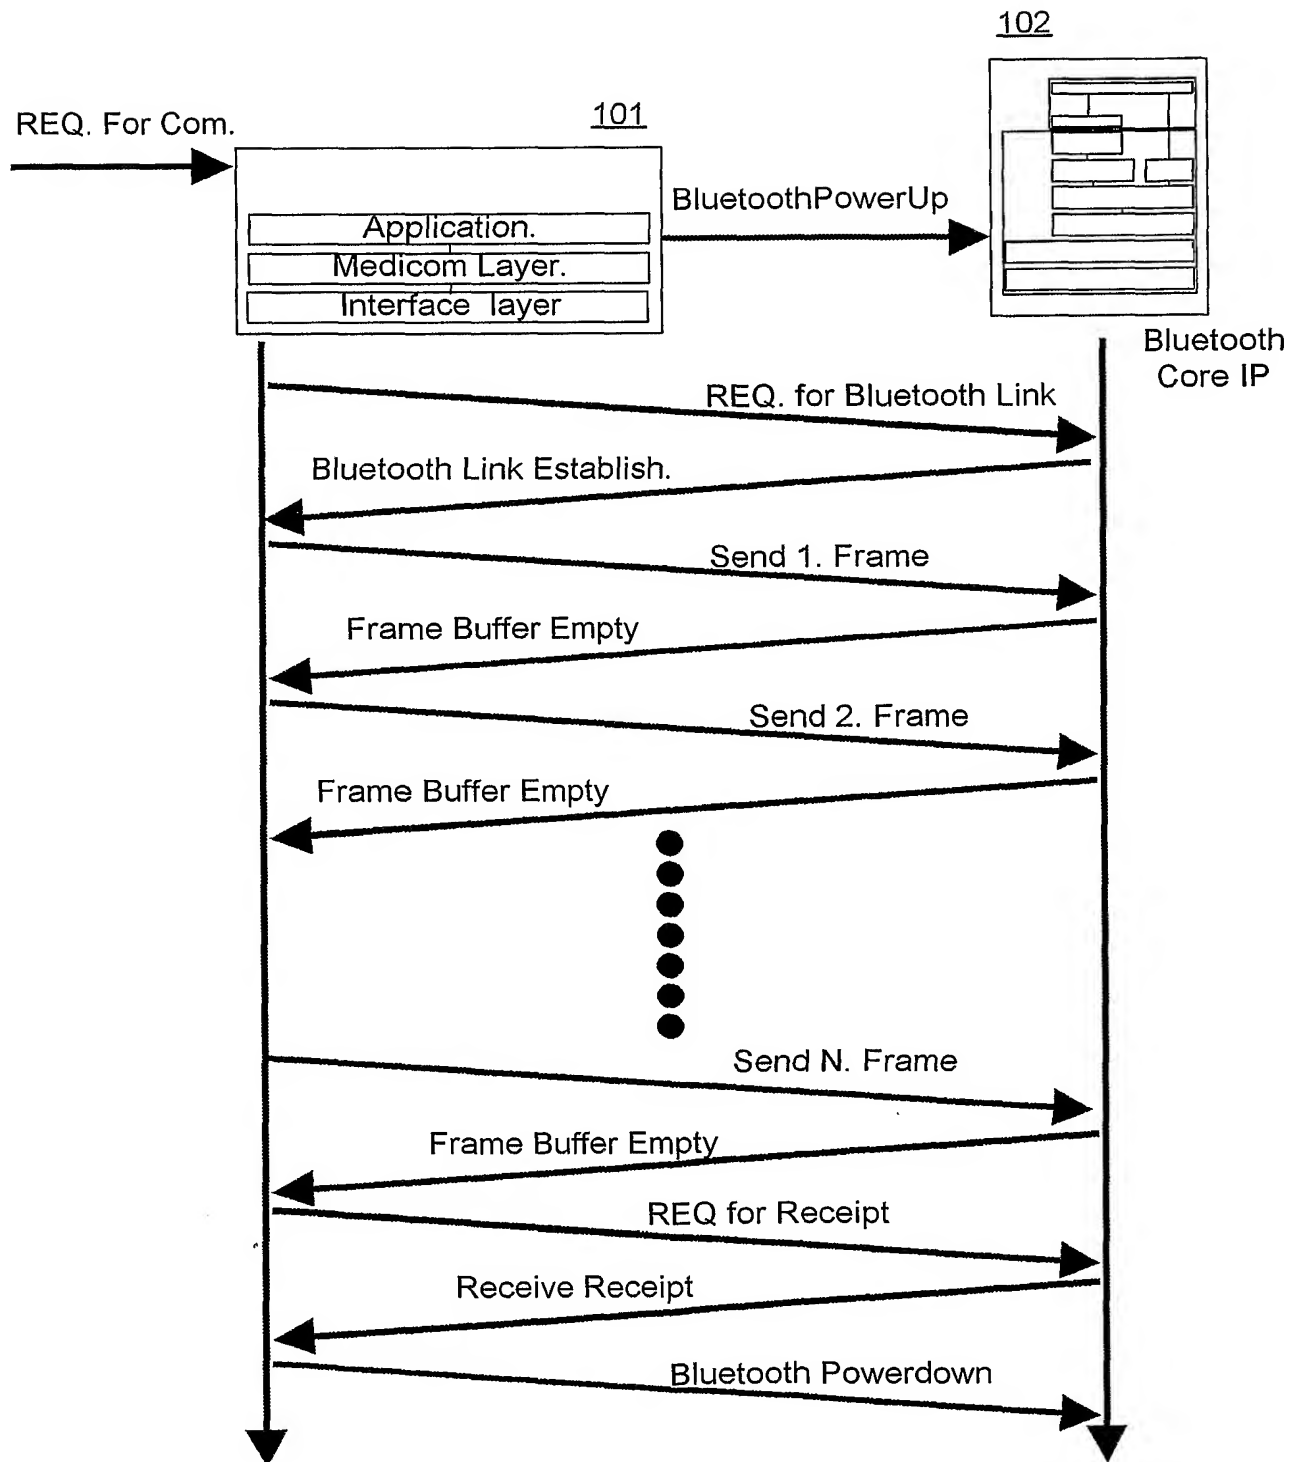 102
101
REQ. For Com.
BluetoothPowerUp
Application.
Medicom Layer.
Interface layer
Bluetooth
Core IP
REQ. for Bluetooth Link
Bluetooth Link Establish.
Send 1. Frame
Frame Buffer Empty
Send 2. Frame
Frame Buffer Empty
Send N. Frame
Frame Buffer Empty
REQ for Receipt
Receive Receipt
Bluetooth Powerdown